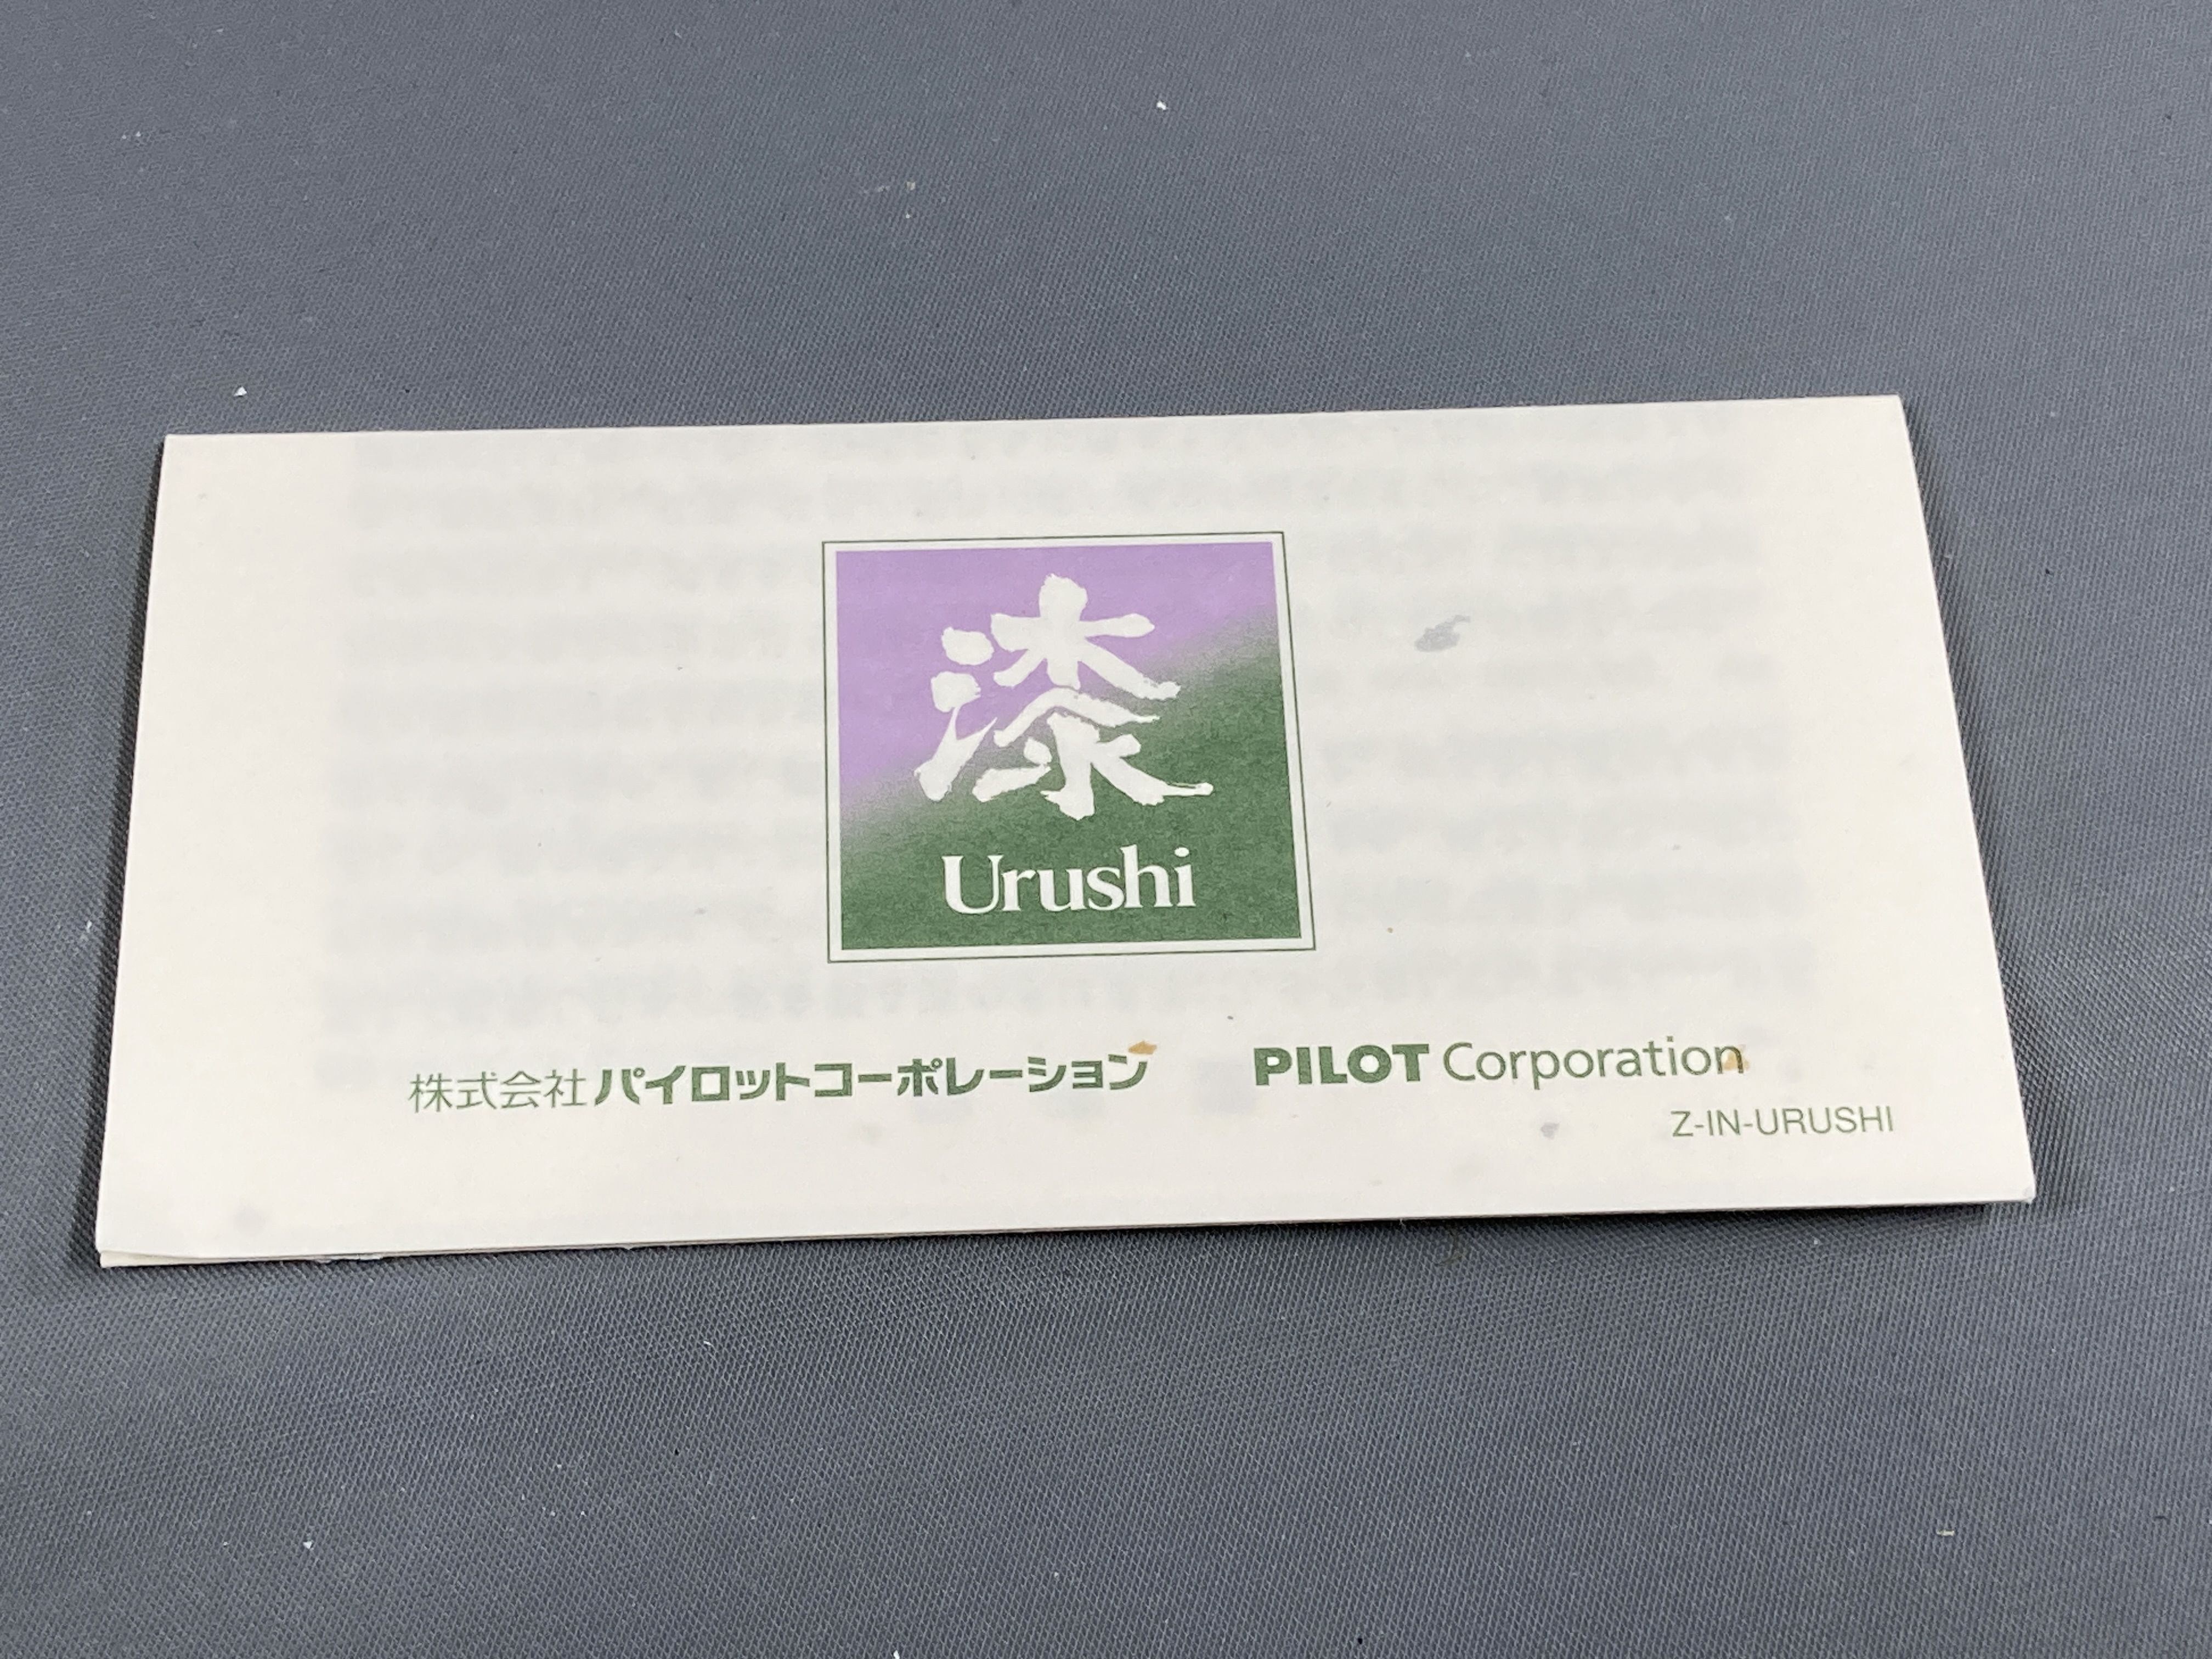 漆
Urushi
株式会社パイロットコーポレーション PILOT Corporation
Z-IN-URUSHI